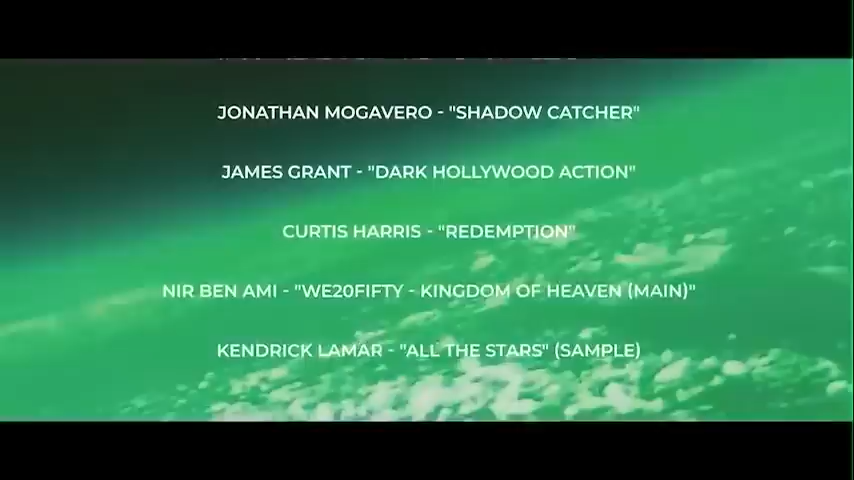 JONATHAN MOGAVERO - "SHADOW CATCHER"
JAMES GRANT - "DARK HOLLYWOOD ACTION"
CURTIS HARRIS - "REDEMPTION"
NIR BEN AMI - "WE20FIFTY - KINGDOM OF HEAVEN (MAIN)"
KENDRICK LAMAR - "ALL THE STARS" (SAMPLE)